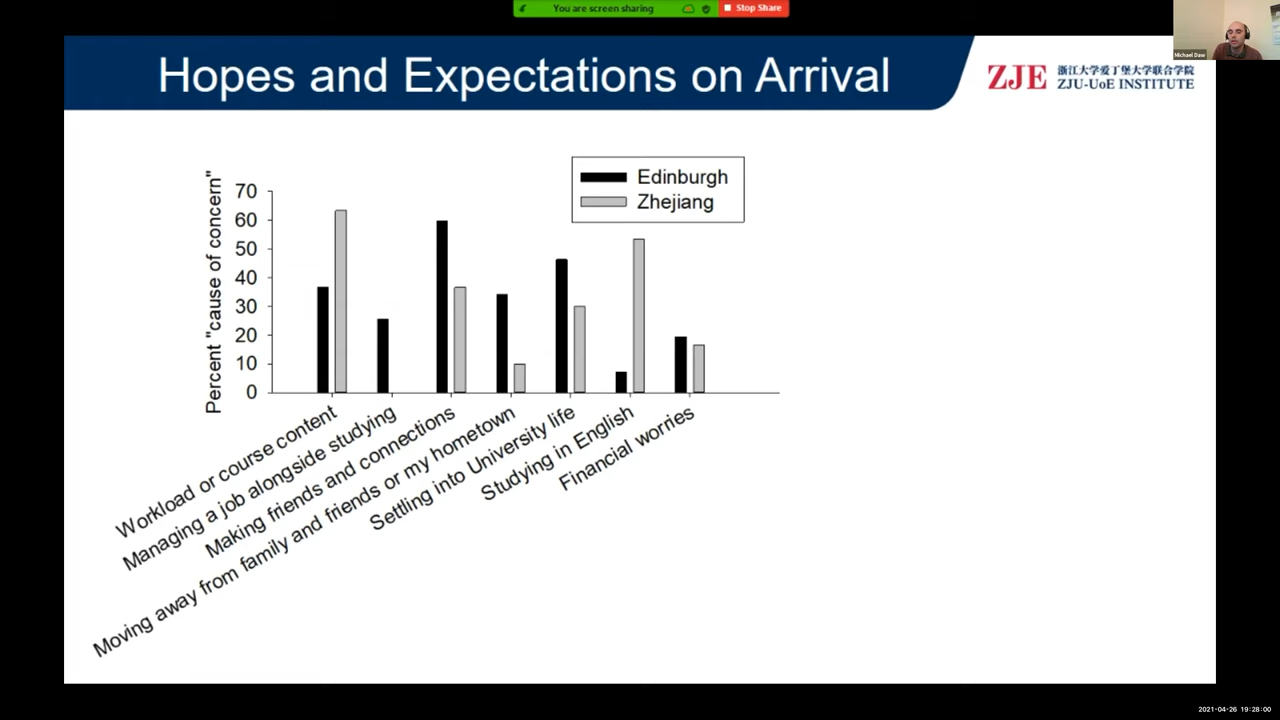 You are screen sharing
Stop Share
Michael Daw
Hopes and Expectations on Arrival
ZJE
浙江大学爱丁堡大学联合学院
ZJU-UoE INSTITUTE
Edinburgh
Zhejiang
Percent "cause of concern"
70
60
50
40
30
20
10
0
Workload or course content
Managing a job alongside studying
Making friends and connections
Moving away from family and friends or my hometown
Settling into University life
Studying in English
Financial worries
2021-04-26 19:28:00